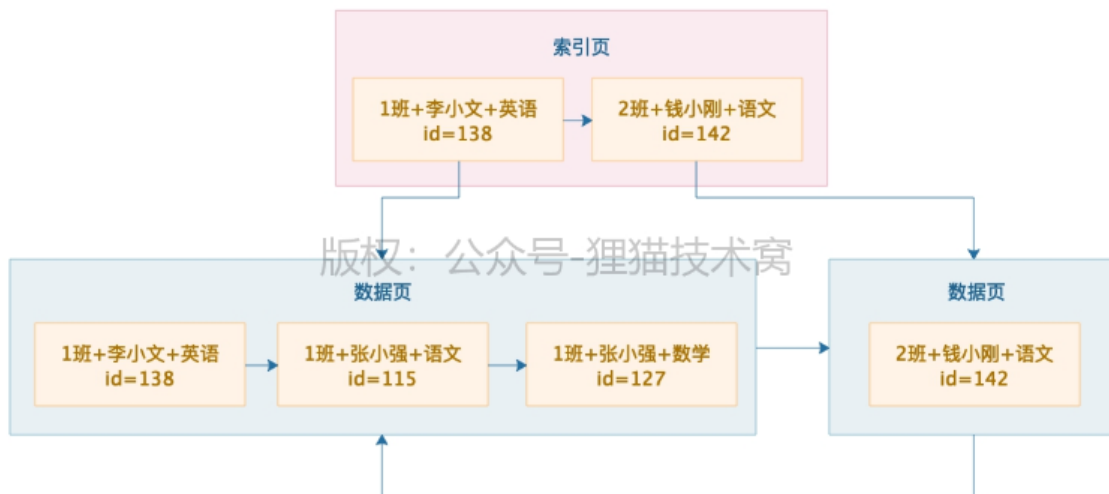 索引页
1班+李小文+英语
id=138
2班+钱小刚+语文
id=142
版权：公众号-狸猫技术窝
数据页
1班+李小文+英语
id=138
1班+张小强+语文
id=115
1班+张小强+数学
id=127
数据页
2班+钱小刚+语文
id=142